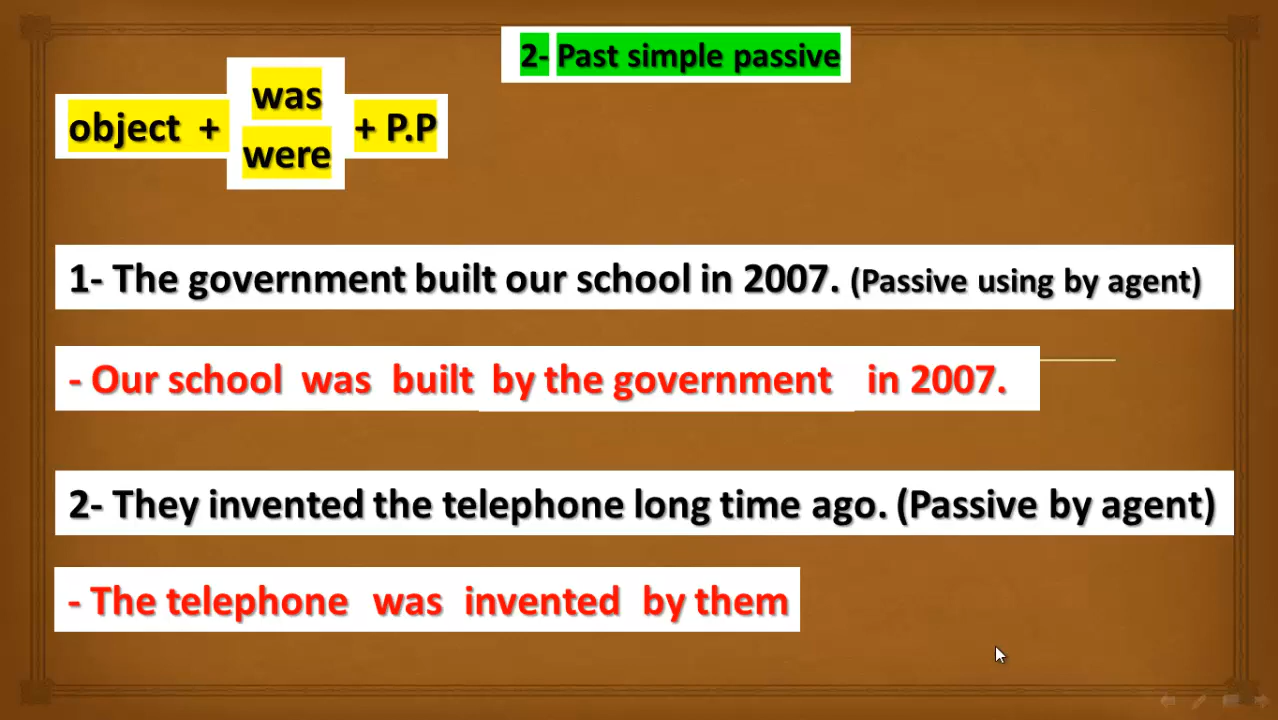 2- Past simple passive
was
object + + P.P
were
1- The government built our school in 2007. (Passive using by agent)
- Our school was built by the government in 2007.
2- They invented the telephone long time ago. (Passive by agent)
- The telephone was invented by them